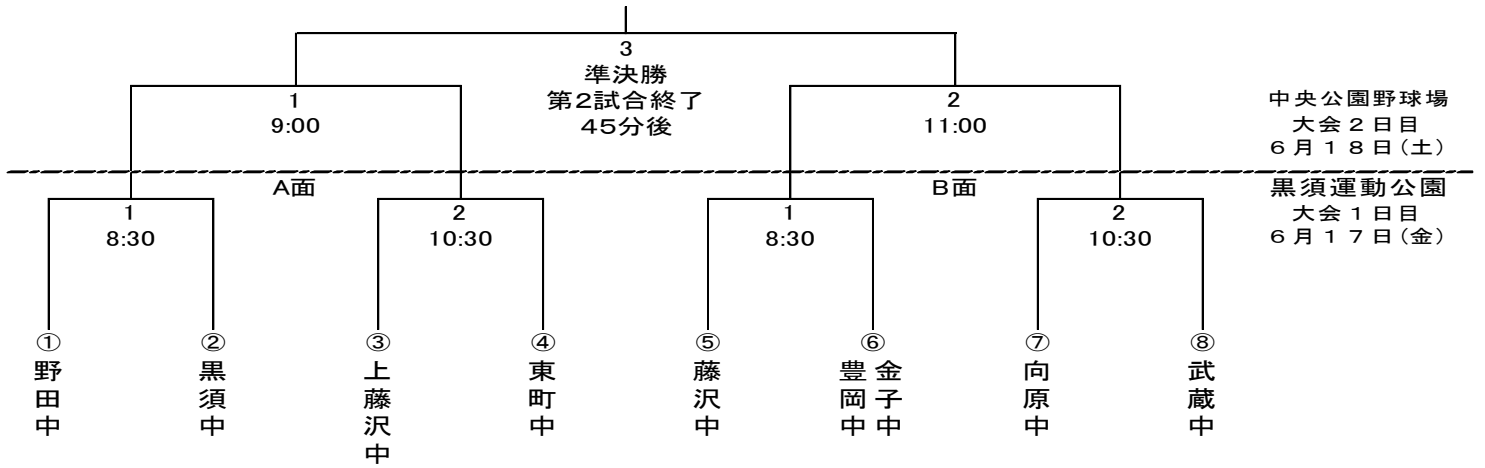 3
準決勝
第2試合終了
45分後
1
9:00
2
11:00
中央公園野球場
大会2日目
6月18日(土)
A面
B面
黒須運動公園
大会1日目
6月17日(金)
1
8:30
2
10:30
1
8:30
2
10:30
①
野田中
②
黒須中
③
上藤沢中
④
東町中
⑤
藤沢中
⑥
金子中
豊岡中
⑦
向原中
⑧
武蔵中